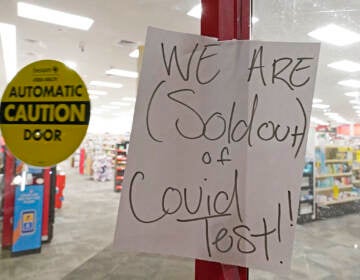 AUTOMATIC
CAUTION
DOOR
WE ARE
(Sold out)
of
Covid
Test!!